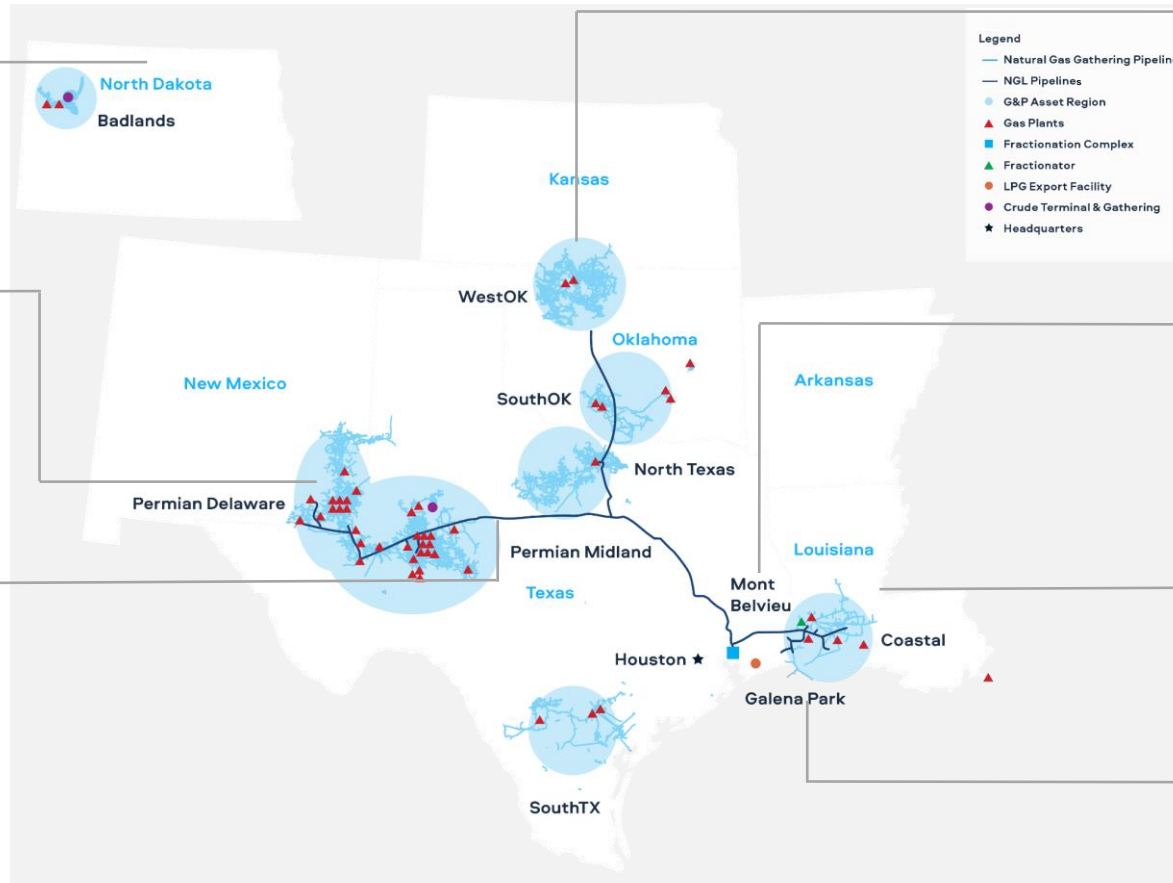 Legend
Natural Gas Gathering Pipelin
NGL Pipelines
G&P Asset Region
Gas Plants
Fractionation Complex
Fractionator
LPG Export Facility
Crude Terminal & Gathering
Headquarters
North Dakota
Badlands
Kansas
WestOK
Oklahoma
New Mexico
Arkansas
SouthOK
North Texas
Permian Delaware
Permian Midland
Louisiana
Texas
Mont
Belvieu
Coastal
Houston
Galena Park
SouthTX